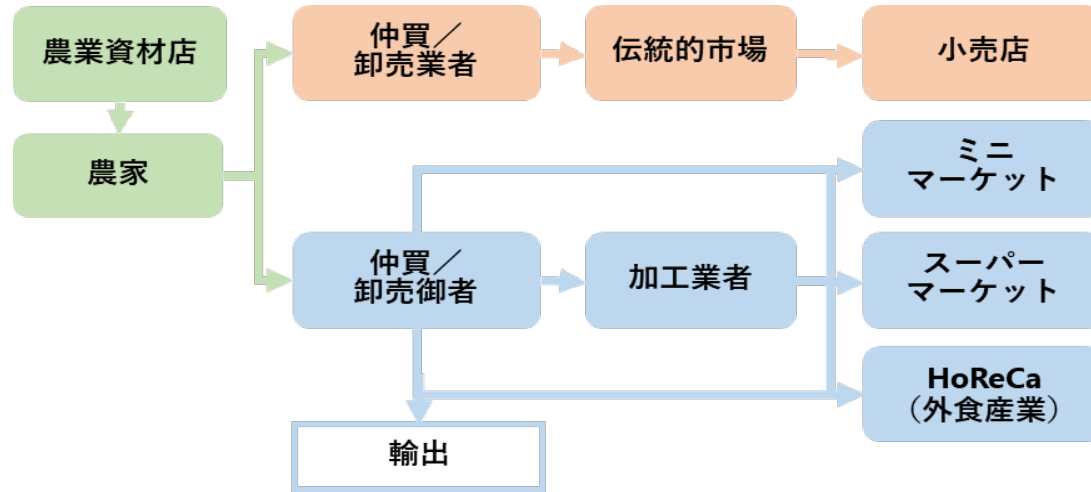 農業資材店
仲買／
卸売業者
伝統的市場
小売店
農家
ミニ
マーケット
仲買／
卸売御者
加工業者
スーパー
マーケット
HoReCa
（外食産業）
輸出